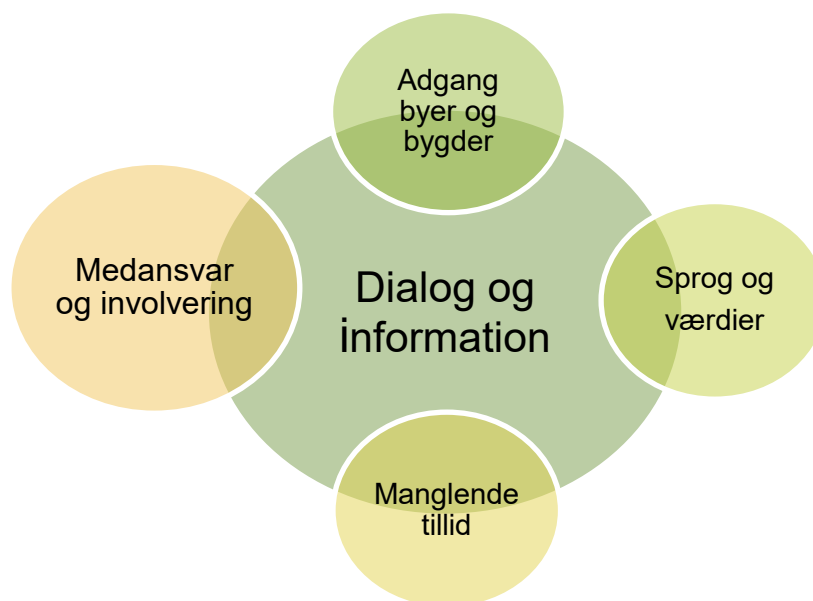 Adgang
byer og
bygder
Medansvar
og involvering
Dialog og
information
Sprog og
værdier
Manglende
tillid